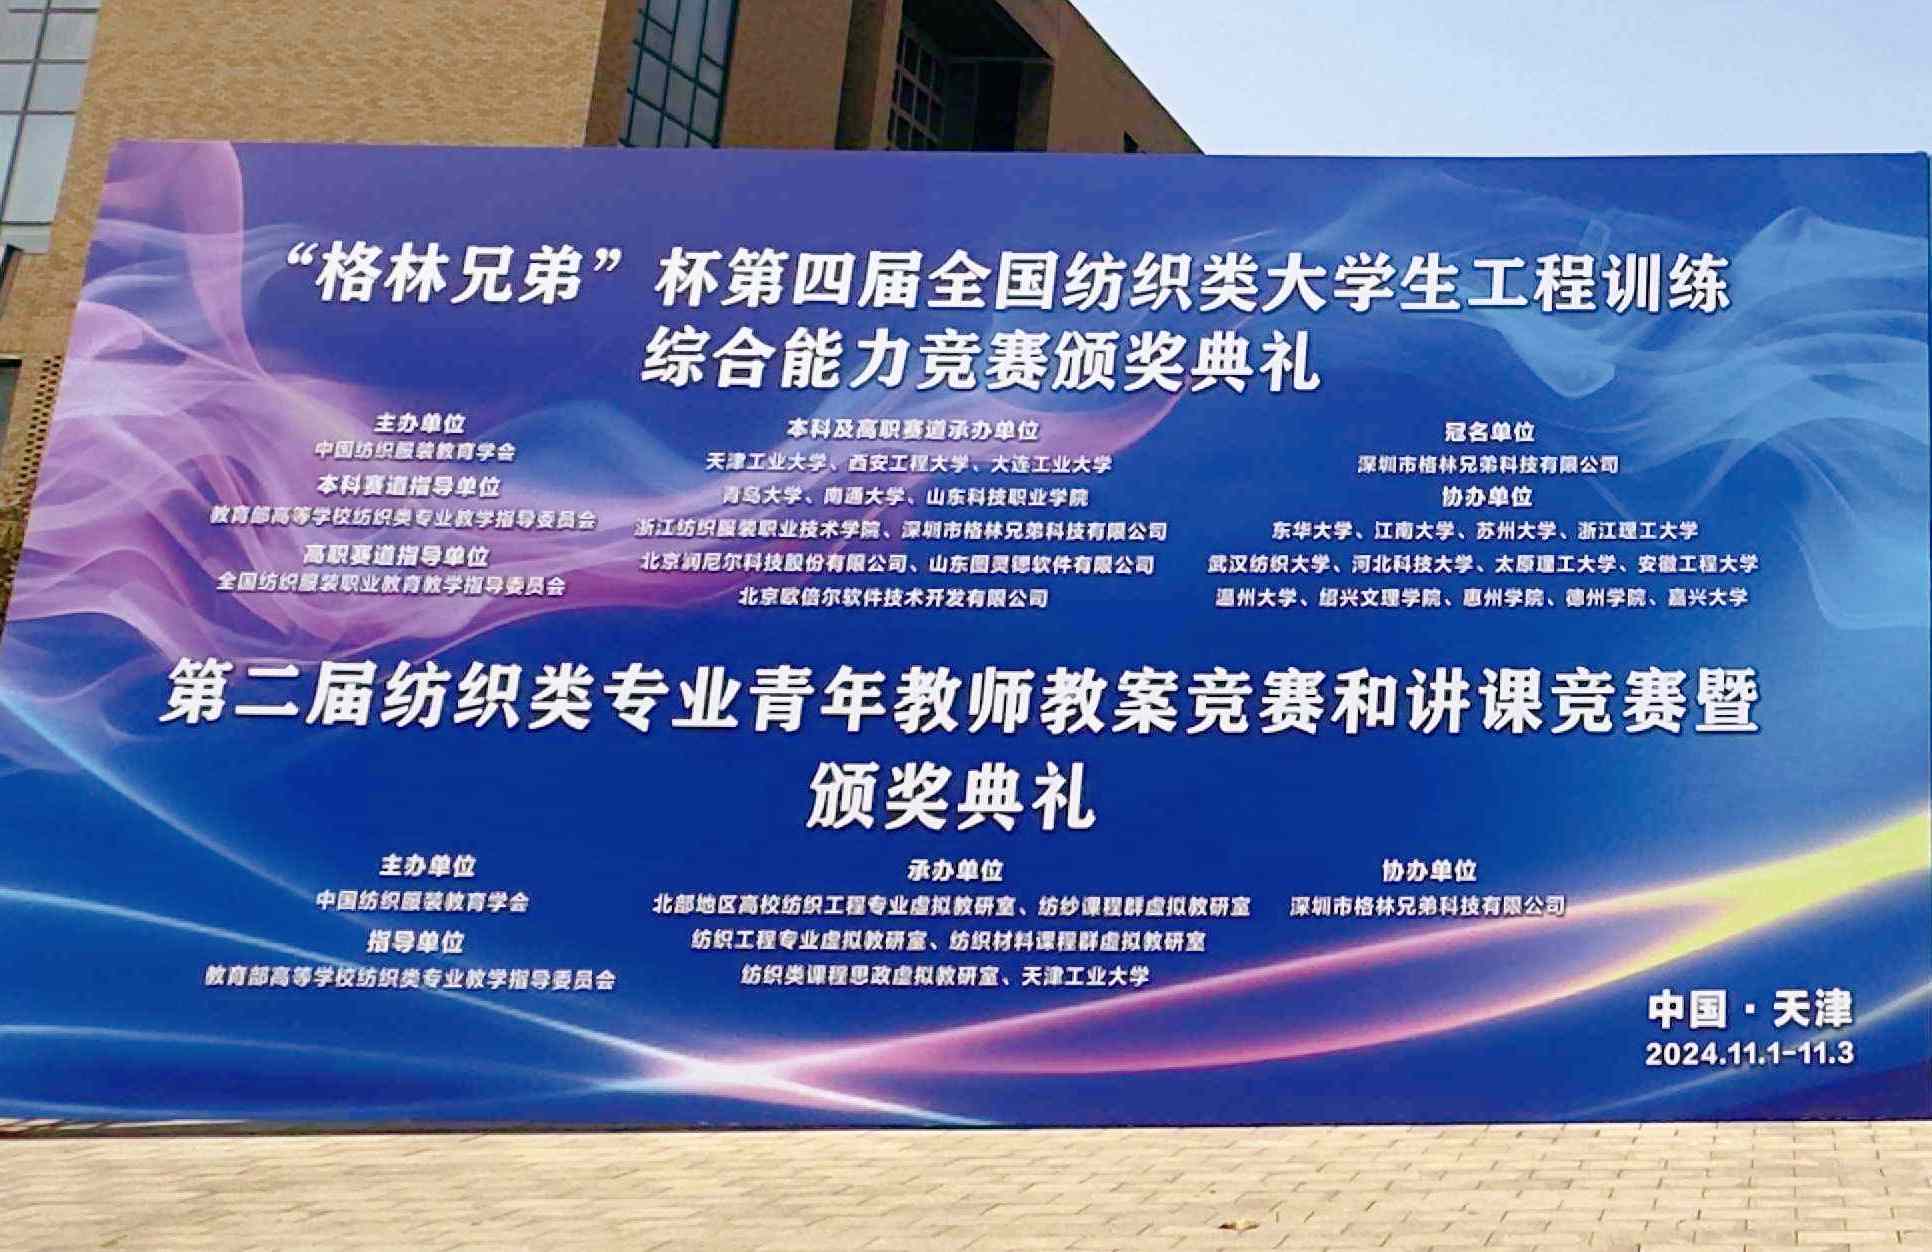 “格林兄弟”杯第四届全国纺织类大学生工程训练
综合能力竞赛颁奖典礼
主办单位
中国纺织服装教育学会
本科赛道指导单位
教育部高等学校纺织类专业教学指导委员会
高职赛道指导单位
全国纺织服装职业教育教学指导委员会
本科及高职赛道承办单位
天津工业大学、西安工程大学、大连工业大学
青岛大学、南通大学、山东科技职业学院
浙江纺织服装职业技术学院、深圳市格林兄弟科技有限公司
北京润尼尔科技股份有限公司、山东图灵锶软件有限公司
北京欧倍尔软件技术开发有限公司
冠名单位
深圳市格林兄弟科技有限公司
协办单位
东华大学、江南大学、苏州大学、浙江理工大学
武汉纺织大学、河北科技大学、太原理工大学、安徽工程大学
温州大学、绍兴文理学院、惠州学院、德州学院、嘉兴大学
第二届纺织类专业青年教师教案竞赛和讲课竞赛暨
颁奖典礼
主办单位
中国纺织服装教育学会
指导单位
教育部高等学校纺织类专业教学指导委员会
承办单位
北部地区高校纺织工程专业虚拟教研室、纺纱课程群虚拟教研室
纺织工程专业虚拟教研室、纺织材料课程群虚拟教研室
纺织类课程思政虚拟教研室、天津工业大学
协办单位
深圳市格林兄弟科技有限公司
中国·天津
2024.11.1-11.3